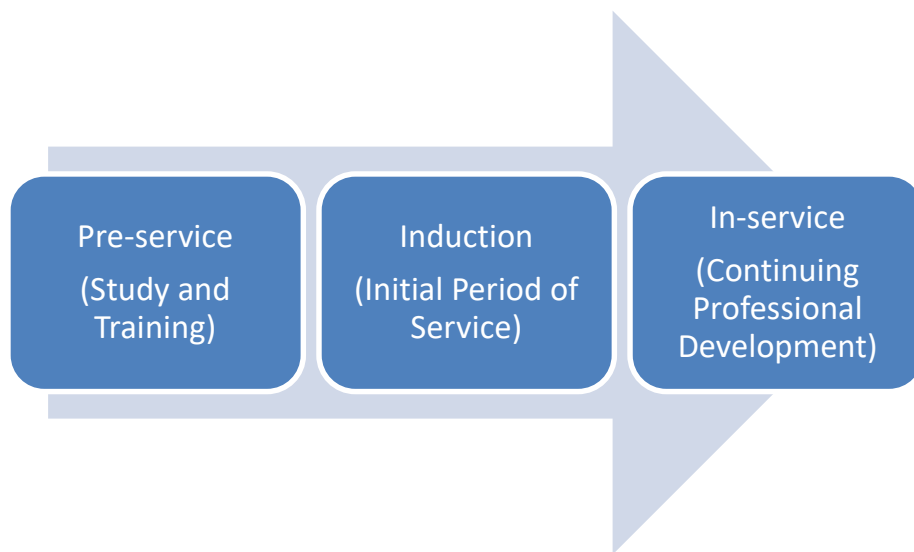 Pre-service
(Study and
Training)
Induction
(Initial Period of
Service)
In-service
(Continuing
Professional
Development)